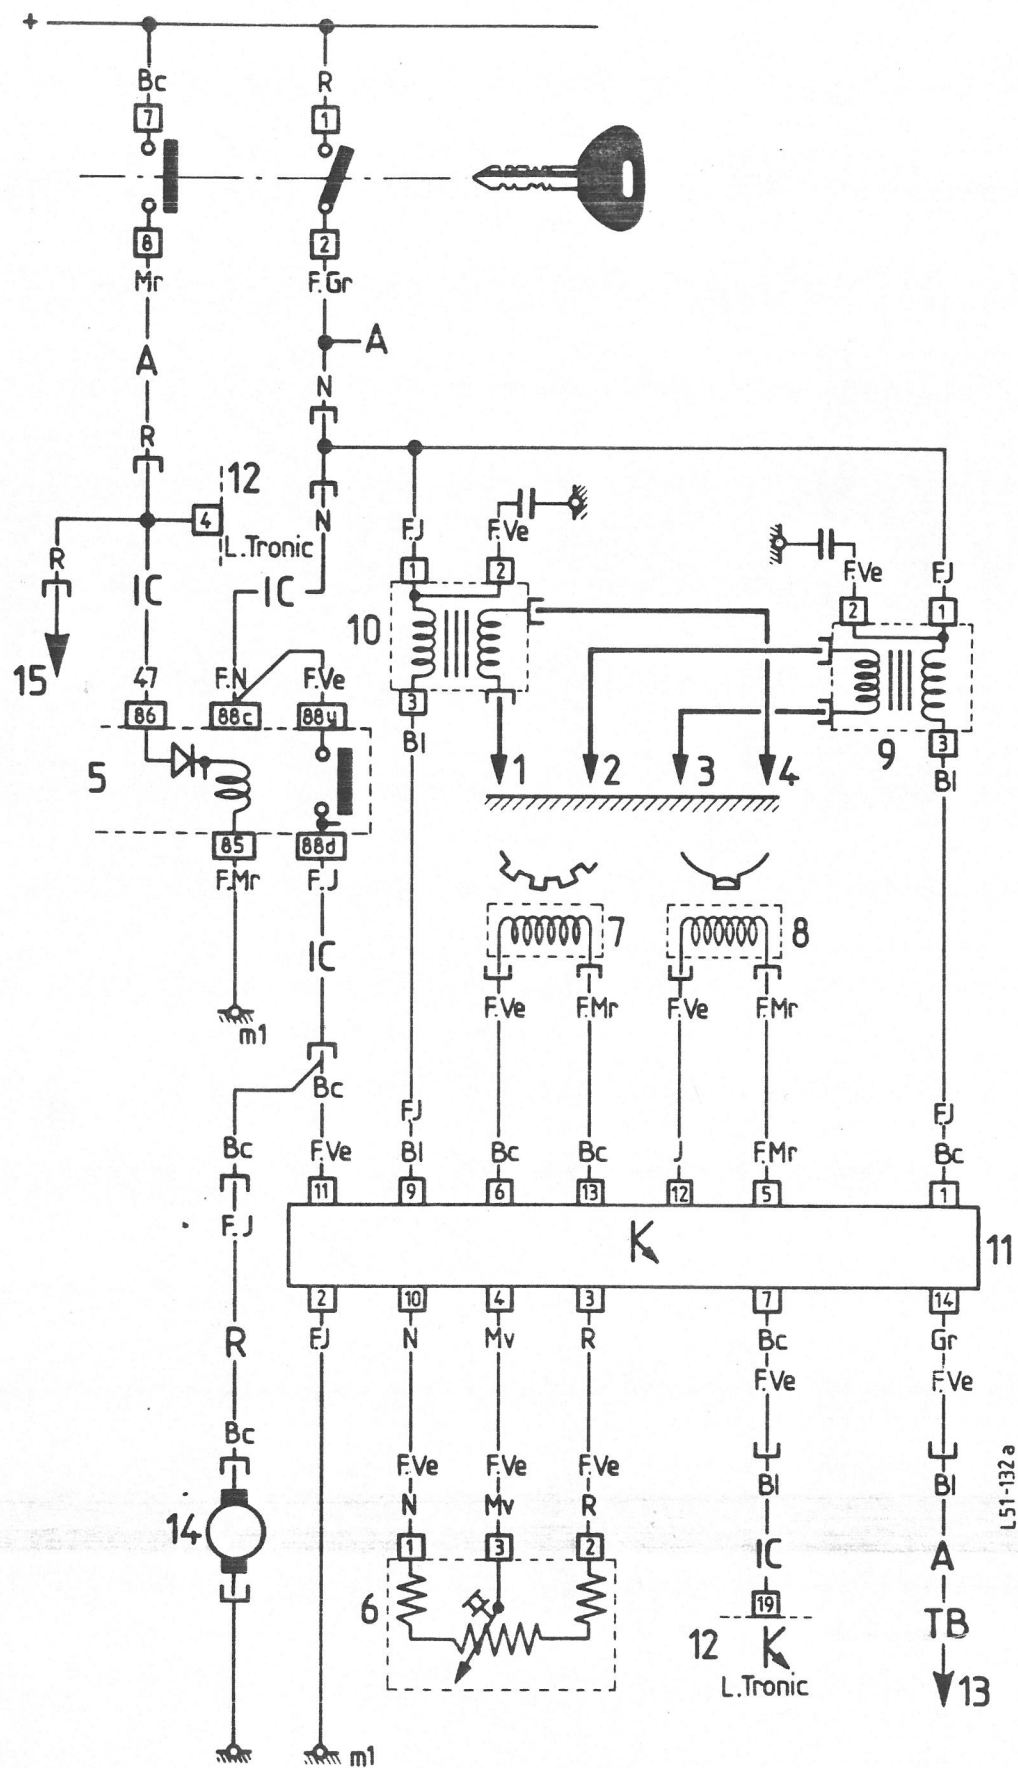 +
Bc R
7 1
8 2
Mr F.Gr
A A
N
R
12
4 N
L.Tronic
R IC IC
F.J F.Ve
1 2
F.Ve F.J
2 1
10
15 47 F.N F.Ve
86 88c 88y
3
Bl
5
1 2 3 4
9 3
Bl
85 88d
F.Mr F.J
7 8
IC
F.Ve F.Mr F.Ve F.Mr
m1
Bc
F.J F.J
Bc F.Ve Bl Bc Bc J F.Mr Bc
11 9 6 13 12 5 1
F.J
K 11
2 10 4 3 7 14
R F.J N Mv R Bc Gr
F.Ve F.Ve
Bc
F.Ve F.Ve F.Ve
N Mv R Bl Bl
L51-132a
14
1 3 2 IC A
6
19
12 K TB
L.Tronic 13
m1